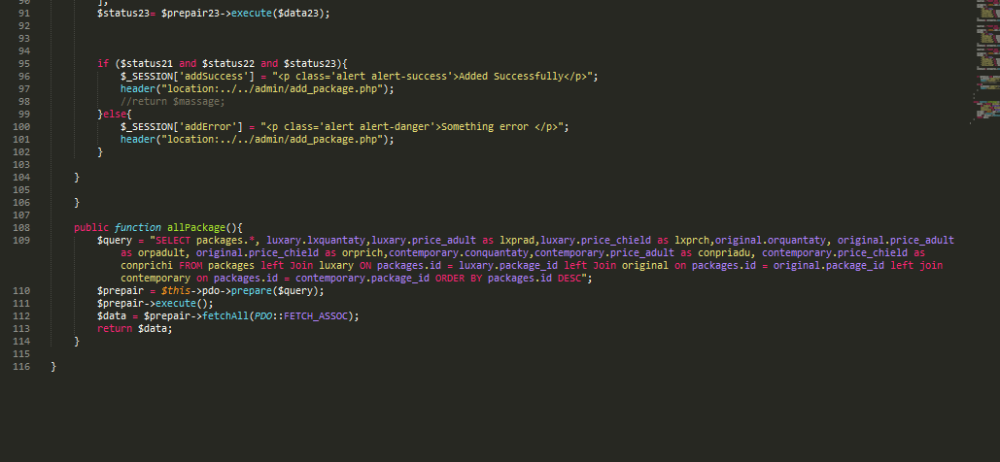 90 ];
91 $status23= $prepair23->execute($data23);
92
93
94
95 if ($status21 and $status22 and $status23){
96 $_SESSION['addSuccess'] = "<p class='alert alert-success'>Added Successfully</p>";
97 header("location:../../admin/add_package.php");
98 //return $massage;
99 }else{
100 $_SESSION['addError'] = "<p class='alert alert-danger'>Something error </p>";
101 header("location:../../admin/add_package.php");
102 }
103
104 }
105
106 }
107
108 public function allPackage(){
109 $query = "SELECT packages.*, luxary.lxquantaty,luxary.price_adult as lxprad,luxary.price_chield as lxprch,original.orquantaty, original.price_adult
as orpadult, original.price_chield as orprich,contemporary.conquantaty,contemporary.price_adult as conpriadu, contemporary.price_chield as
conprichi FROM packages left Join luxary ON packages.id = luxary.package_id left Join original on packages.id = original.package_id left join
contemporary on packages.id = contemporary.package_id ORDER BY packages.id DESC";
110 $prepair = $this->pdo->prepare($query);
111 $prepair->execute();
112 $data = $prepair->fetchAll(PDO::FETCH_ASSOC);
113 return $data;
114 }
115
116 }